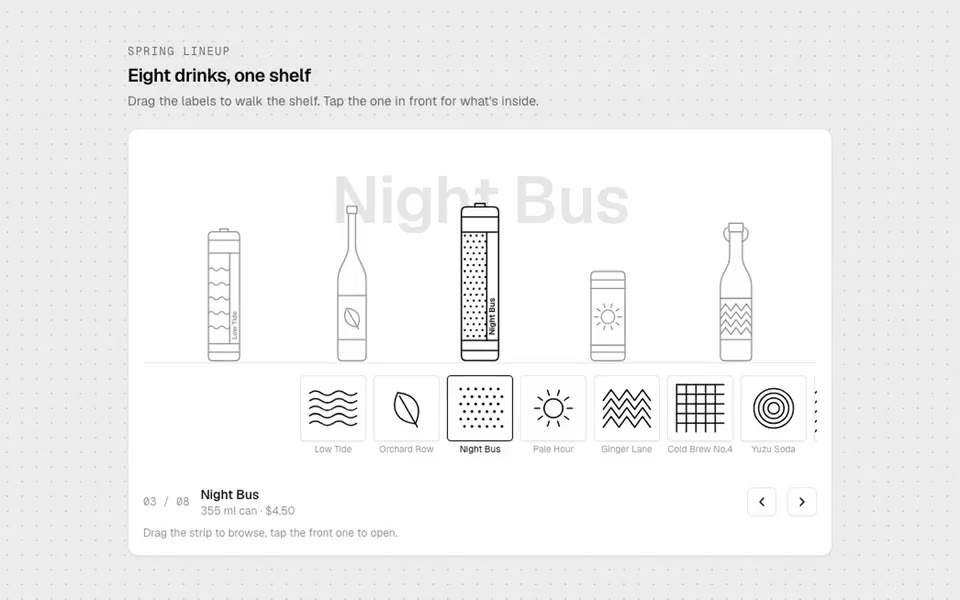 SPRING LINEUP
Eight drinks, one shelf
Drag the labels to walk the shelf. Tap the one in front for what's inside.
Night Bus
Low Tide
Night Bus
Low Tide
Orchard Row
Night Bus
Pale Hour
Ginger Lane
Cold Brew No.4
Yuzu Soda
03 / 08
Night Bus
355 ml can · $4.50
Drag the strip to browse, tap the front one to open.